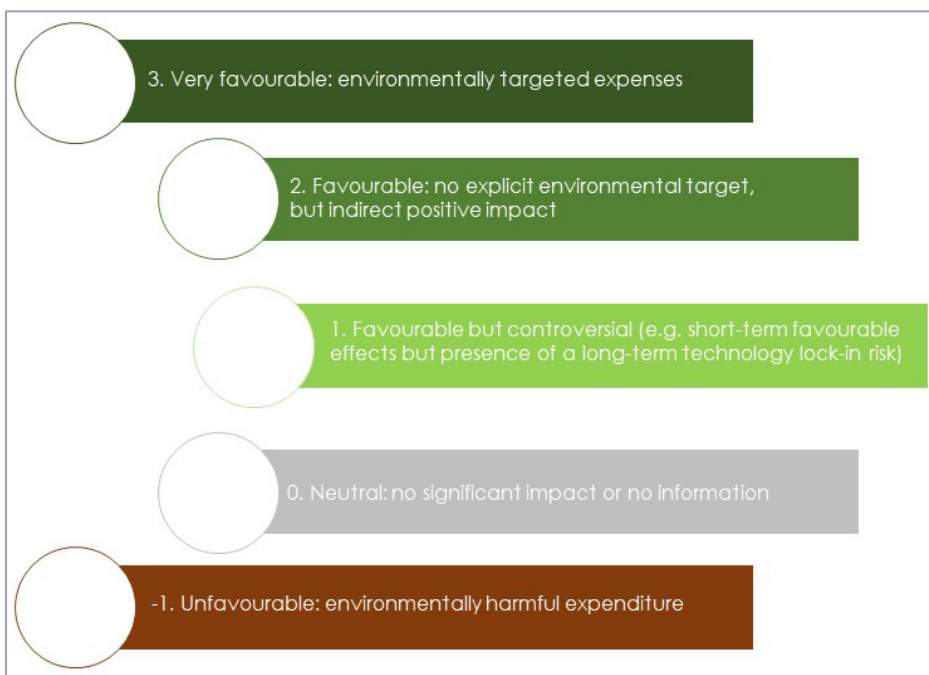 3. Very favourable: environmentally targeted expenses
2. Favourable: no explicit environmental target,
but indirect positive impact
1. Favourable but controversial (e.g. short-term favourable
effects but presence of a long-term technology lock-in risk)
0. Neutral: no significant impact or no information
-1. Unfavourable: environmentally harmful expenditure